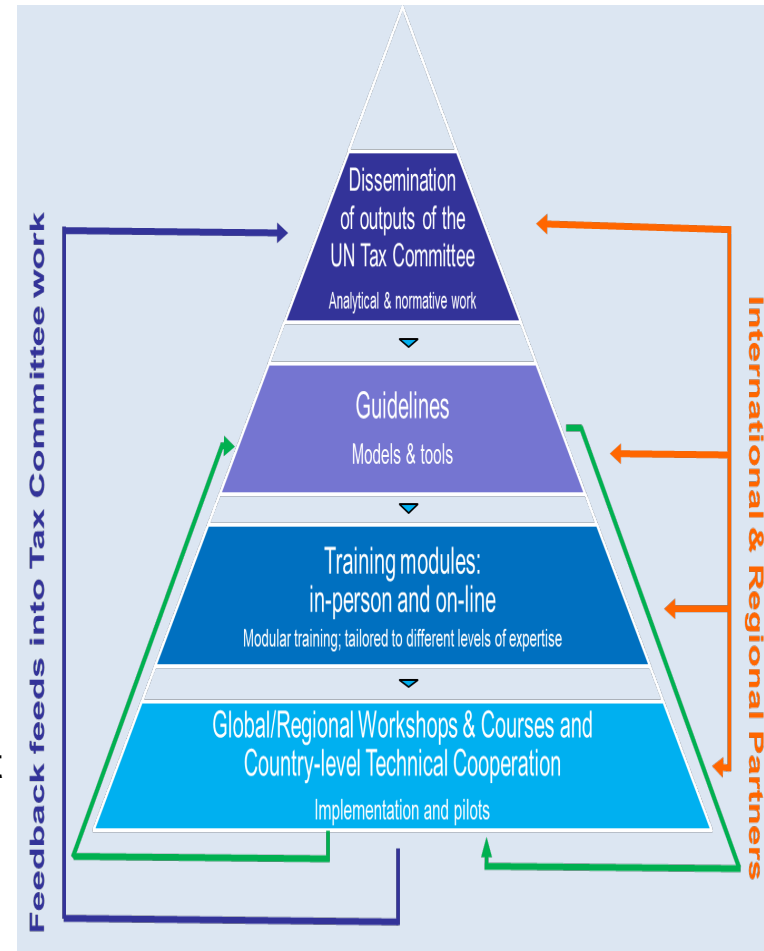 Dissemination
of outputs of the
UN Tax Committee
Analytical & normative work
Guidelines
Models & tools
Training modules:
in-person and on-line
Modular training; tailored to different levels of expertise
Global/Regional Workshops & Courses and
Country-level Technical Cooperation
Implementation and pilots
Feedback feeds into Tax Committee work
International & Regional Partners